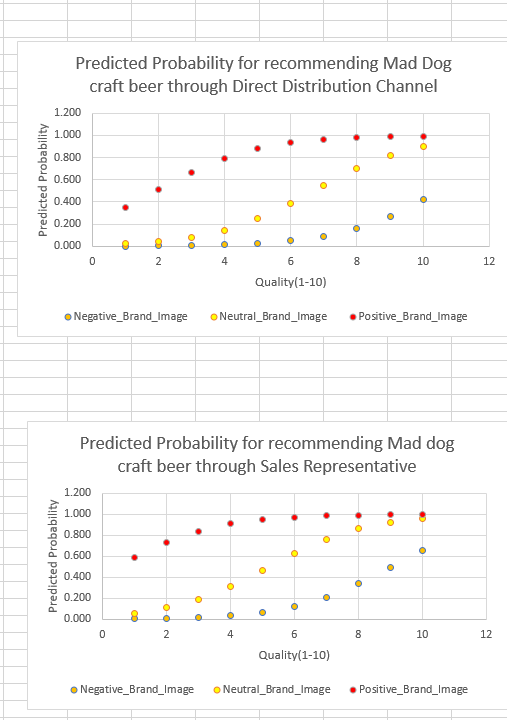 Predicted Probability for recommending Mad Dog
craft beer through Direct Distribution Channel
Predicted Probability
1.200
1.000
0.800
0.600
0.400
0.200
0.000
0 2 4 6 8 10 12
Quality(1-10)
Negative_Brand_Image Neutral_Brand_Image Positive_Brand_Image
Predicted Probability for recommending Mad dog
craft beer through Sales Representative
Predicted Probability
1.200
1.000
0.800
0.600
0.400
0.200
0.000
0 2 4 6 8 10 12
Quality(1-10)
Negative_Brand_Image Neutral_Brand_Image Positive_Brand_Image